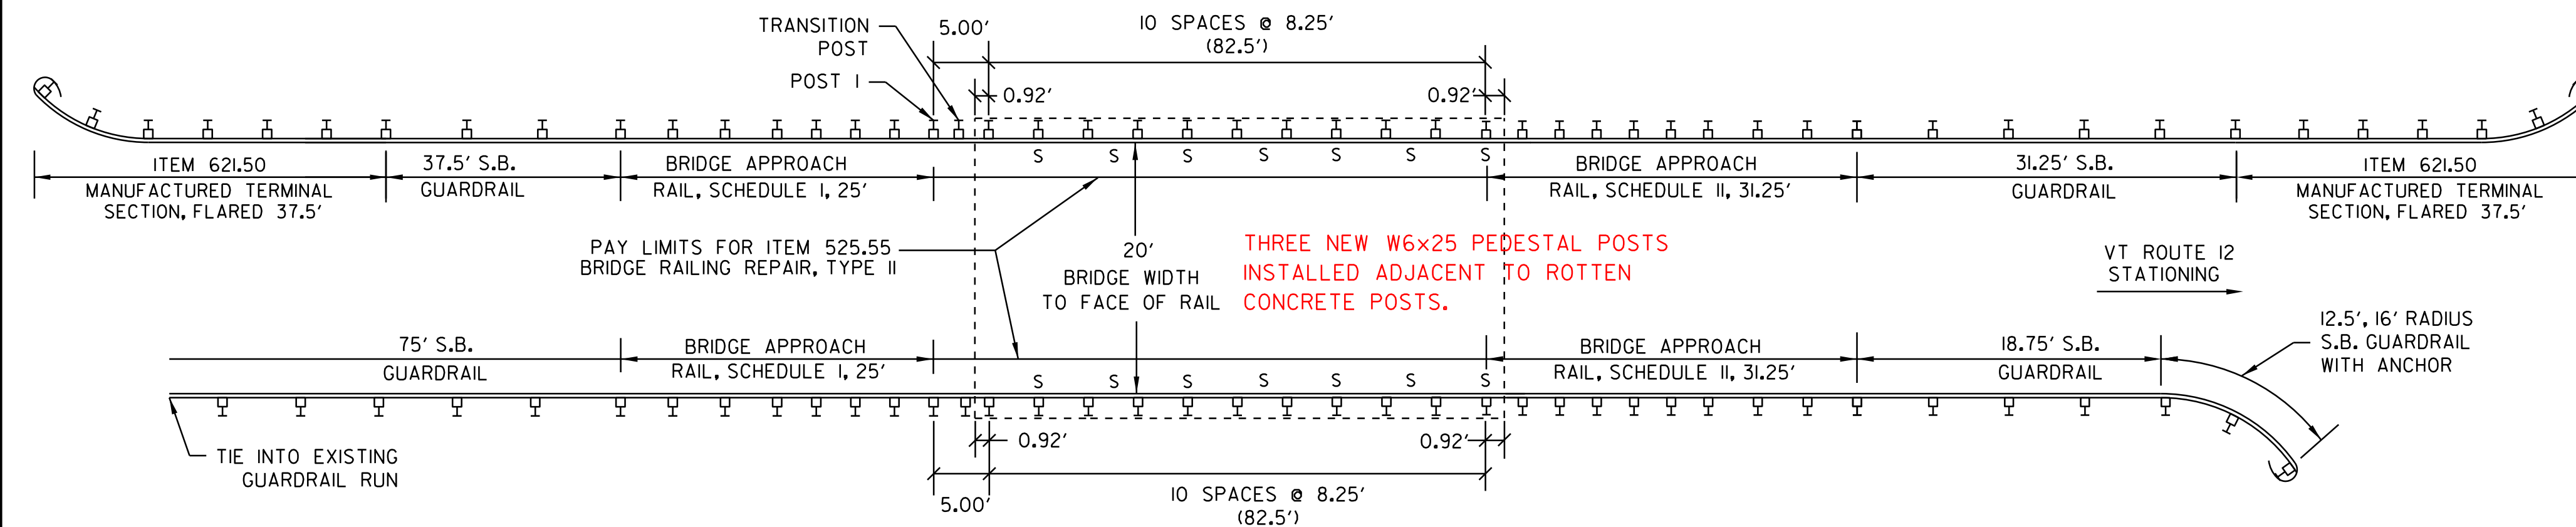 TRANSITION
POST
POST 1
5.00'
10 SPACES @ 8.25'
(82.5')
0.92'
0.92'
S S S S S S S
ITEM 621.50
MANUFACTURED TERMINAL
SECTION, FLARED 37.5'
37.5' S.B.
GUARDRAIL
BRIDGE APPROACH
RAIL, SCHEDULE I, 25'
BRIDGE APPROACH
RAIL, SCHEDULE II, 31.25'
31.25' S.B.
GUARDRAIL
ITEM 621.50
MANUFACTURED TERMINAL
SECTION, FLARED 37.5'
PAY LIMITS FOR ITEM 525.55
BRIDGE RAILING REPAIR, TYPE II
20'
BRIDGE WIDTH
TO FACE OF RAIL
THREE NEW W6x25 PEDESTAL POSTS
INSTALLED ADJACENT TO ROTTEN
CONCRETE POSTS.
VT ROUTE 12
STATIONING
12.5', 16' RADIUS
S.B. GUARDRAIL
WITH ANCHOR
75' S.B.
GUARDRAIL
BRIDGE APPROACH
RAIL, SCHEDULE I, 25'
S S S S S S S
BRIDGE APPROACH
RAIL, SCHEDULE II, 31.25'
18.75' S.B.
GUARDRAIL
TIE INTO EXISTING
GUARDRAIL RUN
0.92'
0.92'
5.00'
10 SPACES @ 8.25'
(82.5')